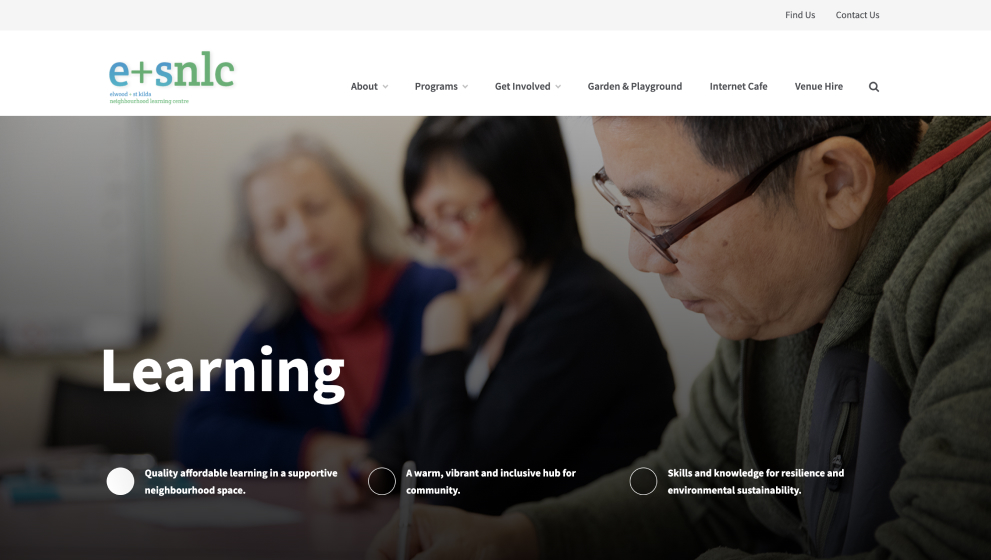 Find Us Contact Us
e+snlc
elwood + st kilda
neighbourhood learning centre
About Programs Get Involved Garden & Playground Internet Cafe Venue Hire
Learning
Quality affordable learning in a supportive
neighbourhood space.
A warm, vibrant and inclusive hub for
community.
Skills and knowledge for resilience and
environmental sustainability.